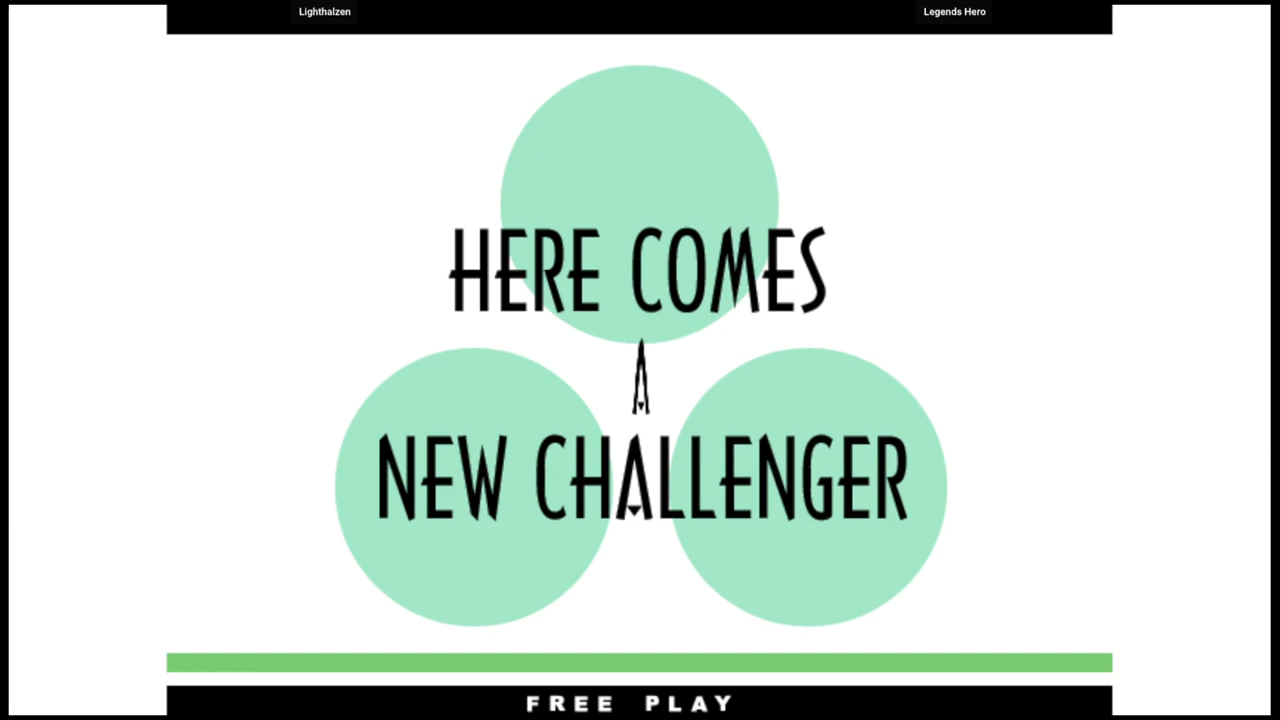 Lighthalzen
Legends Hero
HERE COMES
A
NEW CHALLENGER
FREE PLAY